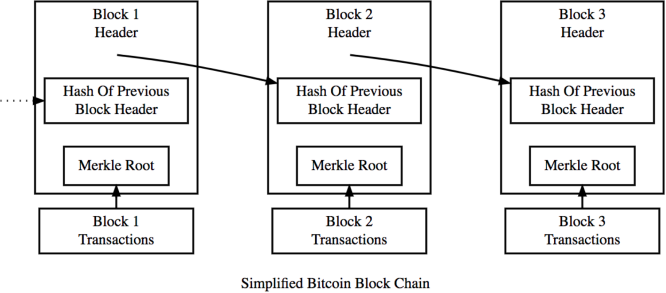 Block 1
Header
Hash Of Previous
Block Header
Merkle Root
Block 1
Transactions
Block 2
Header
Hash Of Previous
Block Header
Merkle Root
Block 2
Transactions
Block 3
Header
Hash Of Previous
Block Header
Merkle Root
Block 3
Transactions
Simplified Bitcoin Block Chain